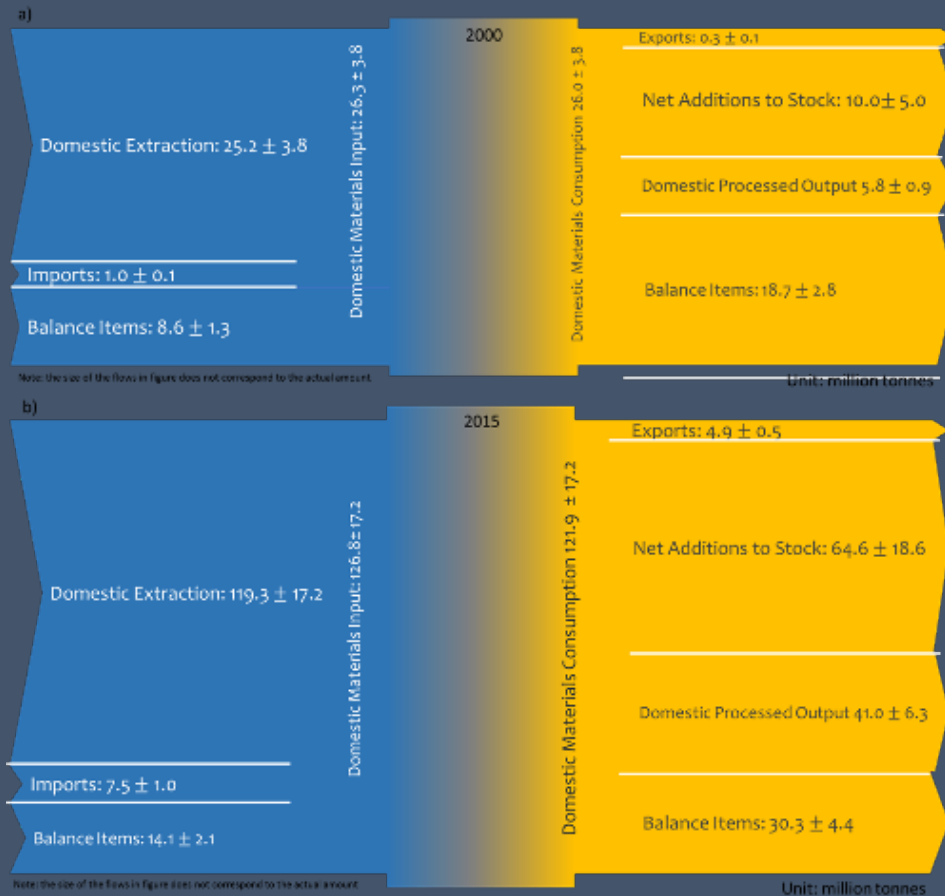 a)
2000
Domestic Extraction: 25.2 ± 3.8
Imports: 1.0 ± 0.1
Balance Items: 8.6 ± 1.3
Domestic Materials Input: 26.3 ± 3.8
Domestic Materials Consumption 26.0 ± 3.8
Exports: 0.3 ± 0.1
Net Additions to Stock: 10.0± 5.0
Domestic Processed Output 5.8 ± 0.9
Balance Items: 18.7 ± 2.8
Note: the size of the flows in figure does not correspond to the actual amount
Unit: million tonnes
b)
2015
Domestic Extraction: 119.3 ± 17.2
Imports: 7.5 ± 1.0
Balance Items: 14.1 ± 2.1
Domestic Materials Input: 126.8±17.2
Domestic Materials Consumption 121.9 ± 17.2
Exports: 4.9 ± 0.5
Net Additions to Stock: 64.6 ± 18.6
Domestic Processed Output 41.0 ± 6.3
Balance Items: 30.3 ± 4.4
Note: the size of the flows in figure does not correspond to the actual amount
Unit: million tonnes